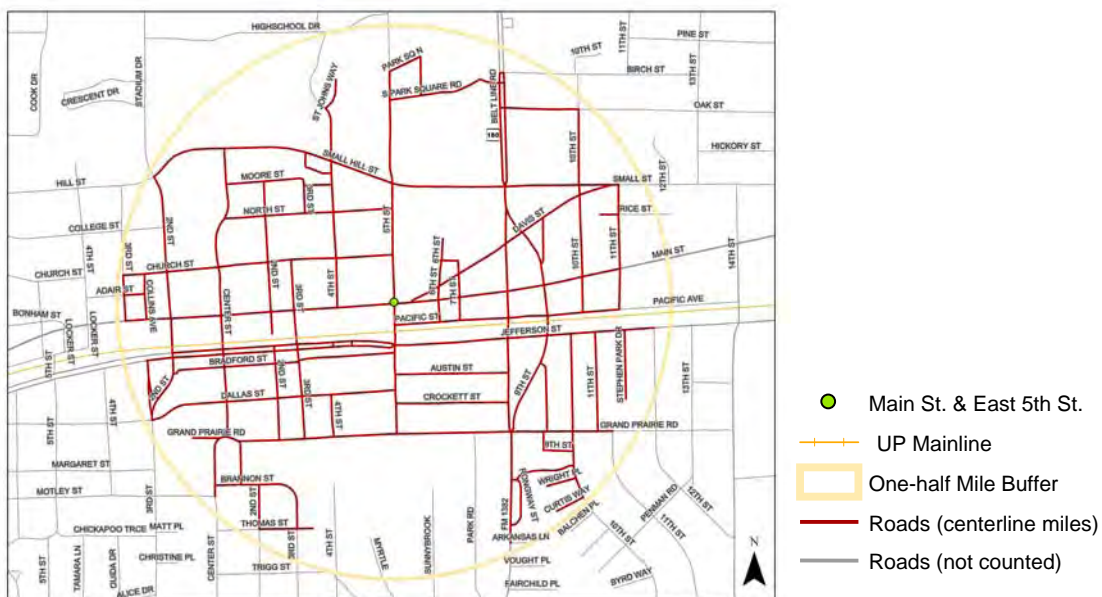 HIGHSCHOOL DR
PINE ST
11TH ST
10TH ST
13TH ST
BIRCH ST
COOK DR
CRESCENT DR
STADIUM DR
ST JOHNS WAY
PARK SQ N
S PARK SQUARE RD
BELT LINE RD
180
OAK ST
10TH ST
HICKORY ST
12TH ST
SMALL HILL ST
HILL ST
MOORE ST
3RD ST
SMALL ST
NORTH ST
5TH ST
DAVIS ST
RICE ST
COLLEGE ST
2ND ST
4TH ST
3RD ST
11TH ST
MAIN ST
14TH ST
6TH ST
CHURCH ST
CHURCH ST
2ND ST
3RD ST
4TH ST
5TH ST
7TH ST
10TH ST
ADAIR ST
COLLINS AVE
CENTER ST
BONHAM ST
LOCKER ST
LOCKER ST
PACIFIC ST
PACIFIC AVE
JEFFERSON ST
BRADFORD ST
5TH ST
2ND ST
2ND ST
3RD ST
AUSTIN ST
9TH ST
11TH ST
STEPHEN PARK DR
13TH ST
DALLAS ST
4TH ST
4TH ST
CROCKETT ST
5TH ST
GRAND PRAIRIE RD
GRAND PRAIRIE RD
9TH ST
MARGARET ST
BRANNON ST
WRIGHT PL
RONGWAY ST
MOTLEY ST
3RD ST
2ND ST
CURTIS WAY
PENMAN RD
12TH ST
FM 1382
BALCHEN PL
CHICKAPOO TRCE
MATT PL
THOMAS ST
PARK RD
10TH ST
11TH ST
ARKANSAS LN
5TH ST
TAMARA LN
OUIDA DR
CHRISTINE PL
CENTER ST
3RD ST
4TH ST
MYRTLE
SUNNYBROOK
VOUGHT PL
TRIGG ST
ALICE DR
FAIRCHILD PL
BYRD WAY
N
Main St. & East 5th St.
UP Mainline
One-half Mile Buffer
Roads (centerline miles)
Roads (not counted)